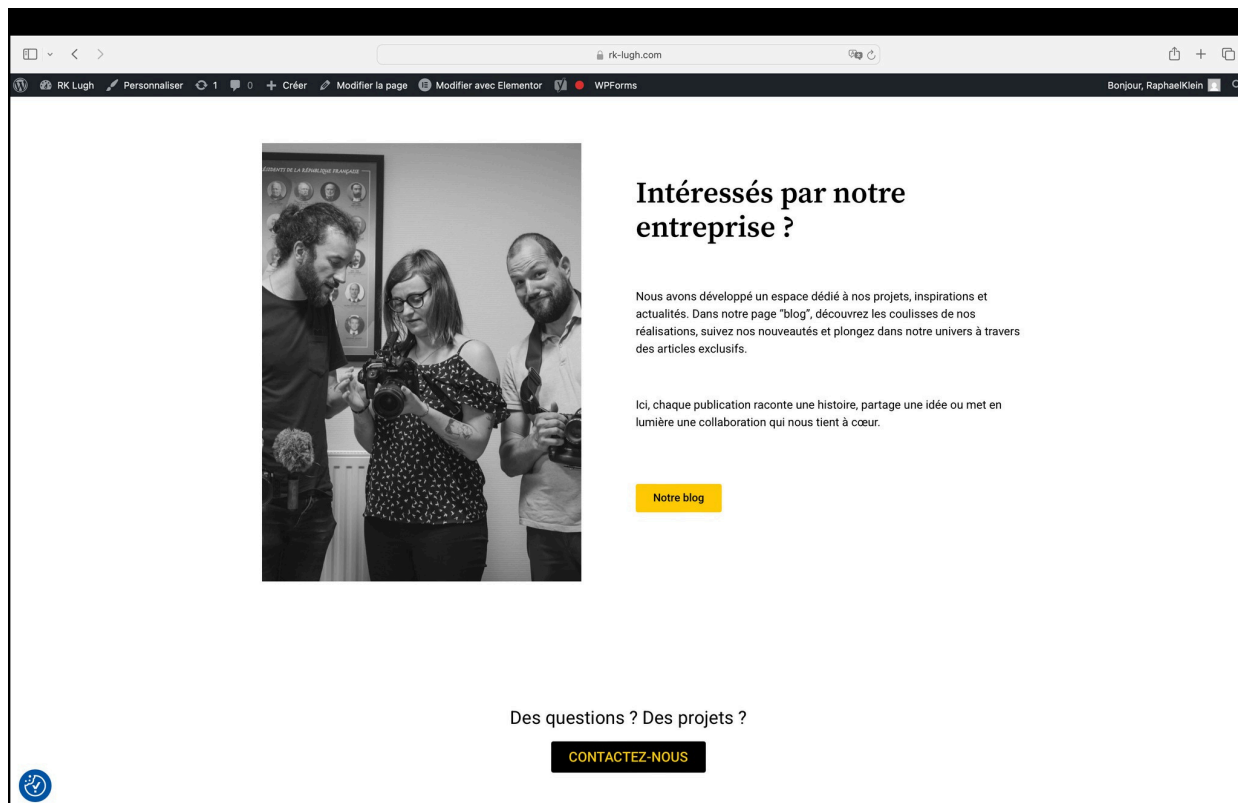 rk-lugh.com
RK Lugh Personnaliser 1 0 + Créer Modifier la page Modifier avec Elementor WPForms Bonjour, RaphaelKlein
DE LA RÉPUBLIQUE FRANÇAISE
Intéressés par notre
entreprise ?
Nous avons développé un espace dédié à nos projets, inspirations et
actualités. Dans notre page “blog”, découvrez les coulisses de nos
réalisations, suivez nos nouveautés et plongez dans notre univers à travers
des articles exclusifs.
Ici, chaque publication raconte une histoire, partage une idée ou met en
lumière une collaboration qui nous tient à cœur.
Notre blog
Des questions ? Des projets ?
CONTACTEZ-NOUS